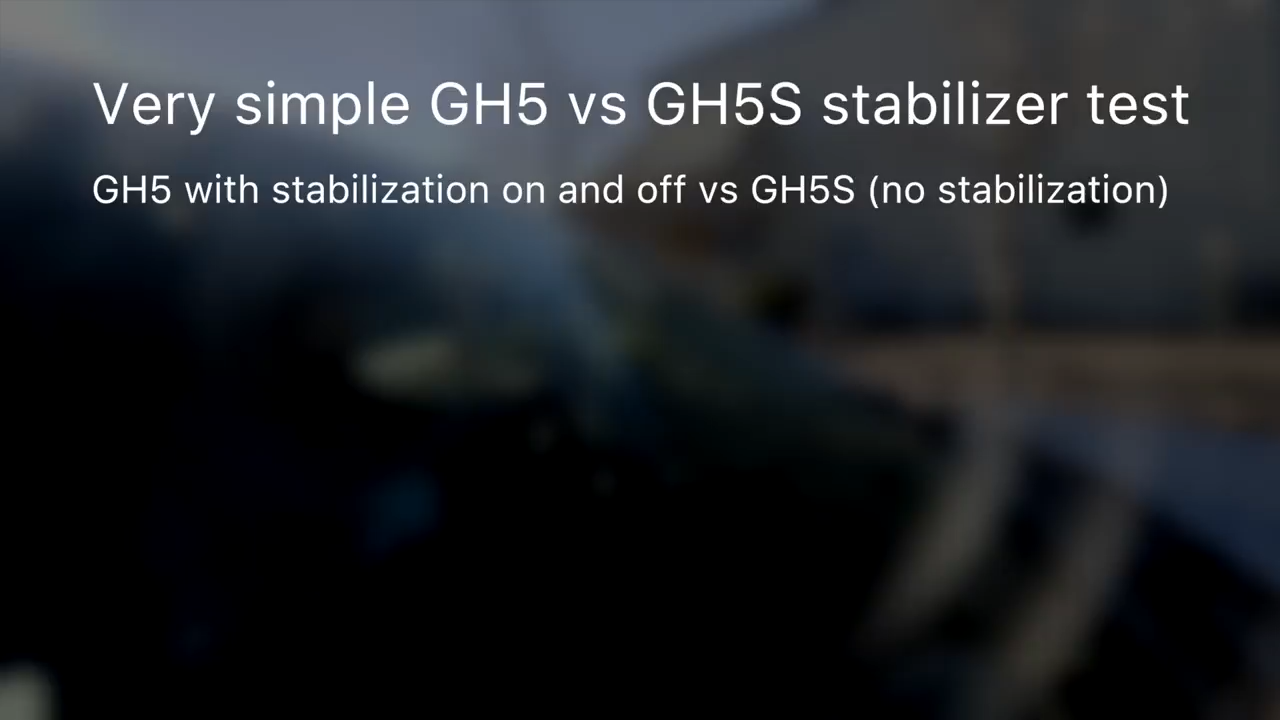 Very simple GH5 vs GH5S stabilizer test
GH5 with stabilization on and off vs GH5S (no stabilization)